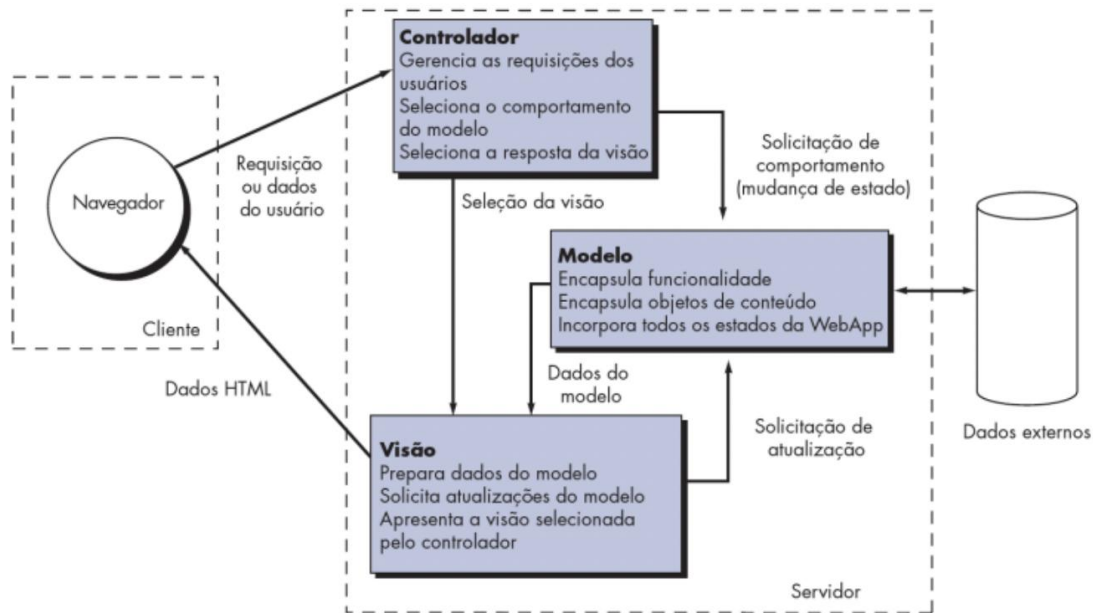 Controlador
Gerencia as requisições dos
usuários
Seleciona o comportamento
do modelo
Seleciona a resposta da visão
Navegador
Requisição
ou dados
do usuário
Seleção da visão
Solicitação de
comportamento
(mudança de estado)
Modelo
Encapsula funcionalidade
Encapsula objetos de conteúdo
Incorpora todos os estados da WebApp
Cliente
Dados HTML
Dados do
modelo
Solicitação de
atualização
Dados externos
Visão
Prepara dados do modelo
Solicita atualizações do modelo
Apresenta a visão selecionada
pelo controlador
Servidor